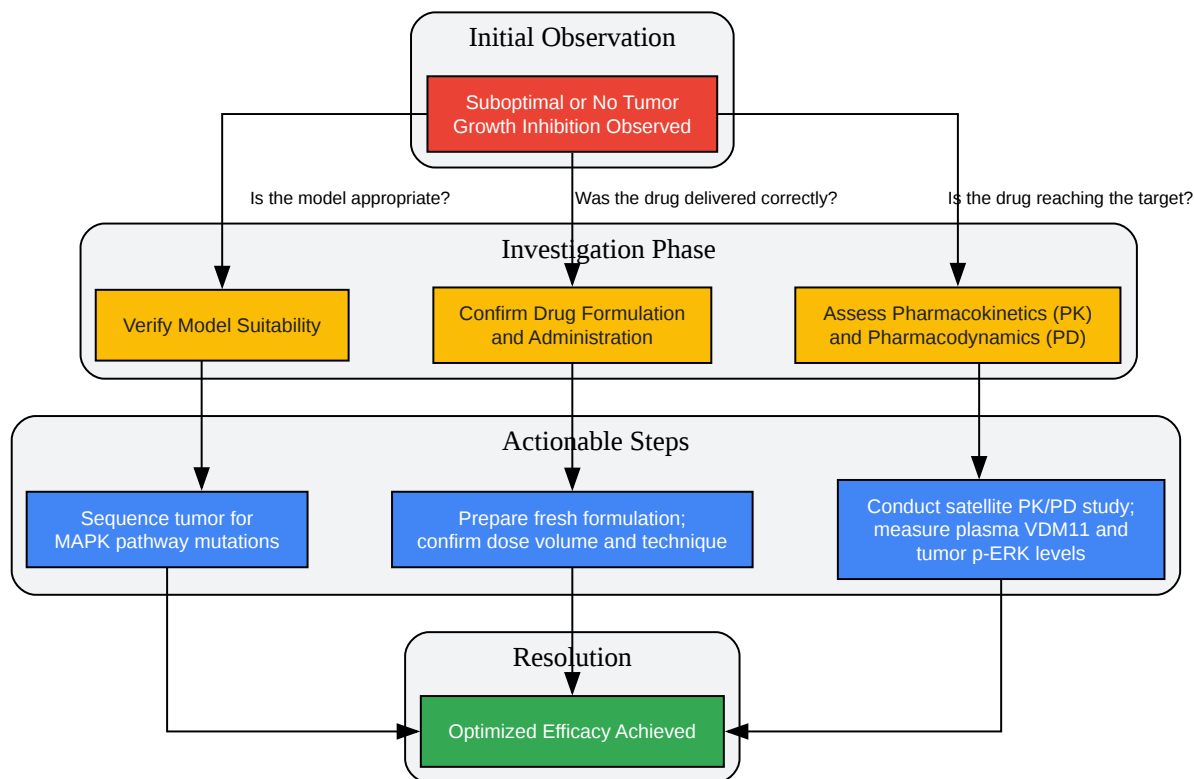 Initial Observation
Suboptimal or No Tumor
Growth Inhibition Observed
Is the model appropriate?
Was the drug delivered correctly?
Is the drug reaching the target?
Investigation Phase
Verify Model Suitability
Confirm Drug Formulation
and Administration
Assess Pharmacokinetics (PK)
and Pharmacodynamics (PD)
Actionable Steps
Sequence tumor for
MAPK pathway mutations
Prepare fresh formulation;
confirm dose volume and technique
Conduct satellite PK/PD study;
measure plasma VDM11 and
tumor p-ERK levels
Resolution
Optimized Efficacy Achieved